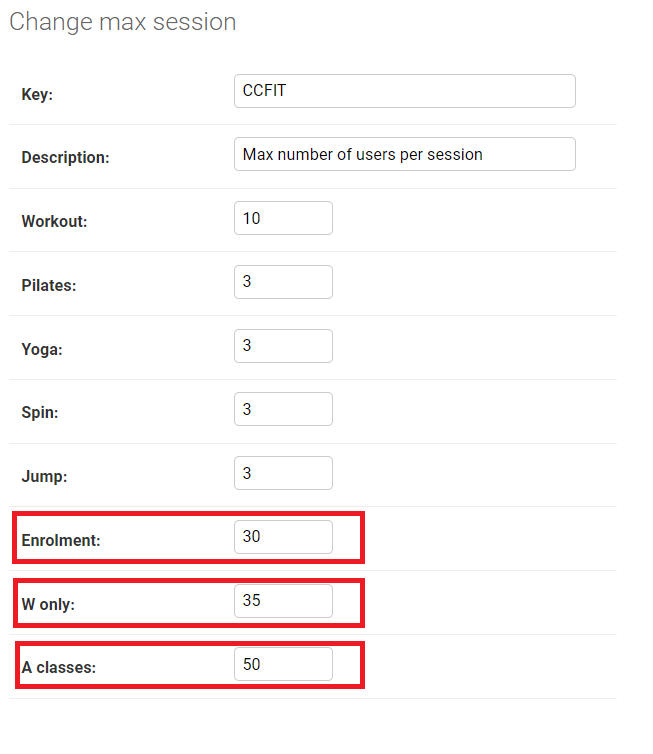 Change max session
Key: CCFIT
Description: Max number of users per session
Workout: 10
Pilates: 3
Yoga: 3
Spin: 3
Jump: 3
Enrolment: 30
W only: 35
A classes: 50